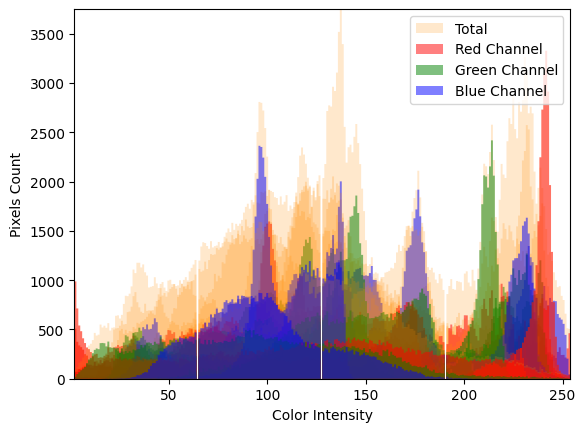 Total
Red Channel
Green Channel
Blue Channel
3500
3000
2500
2000
1500
1000
500
0
Pixels Count
50
100
150
200
250
Color Intensity